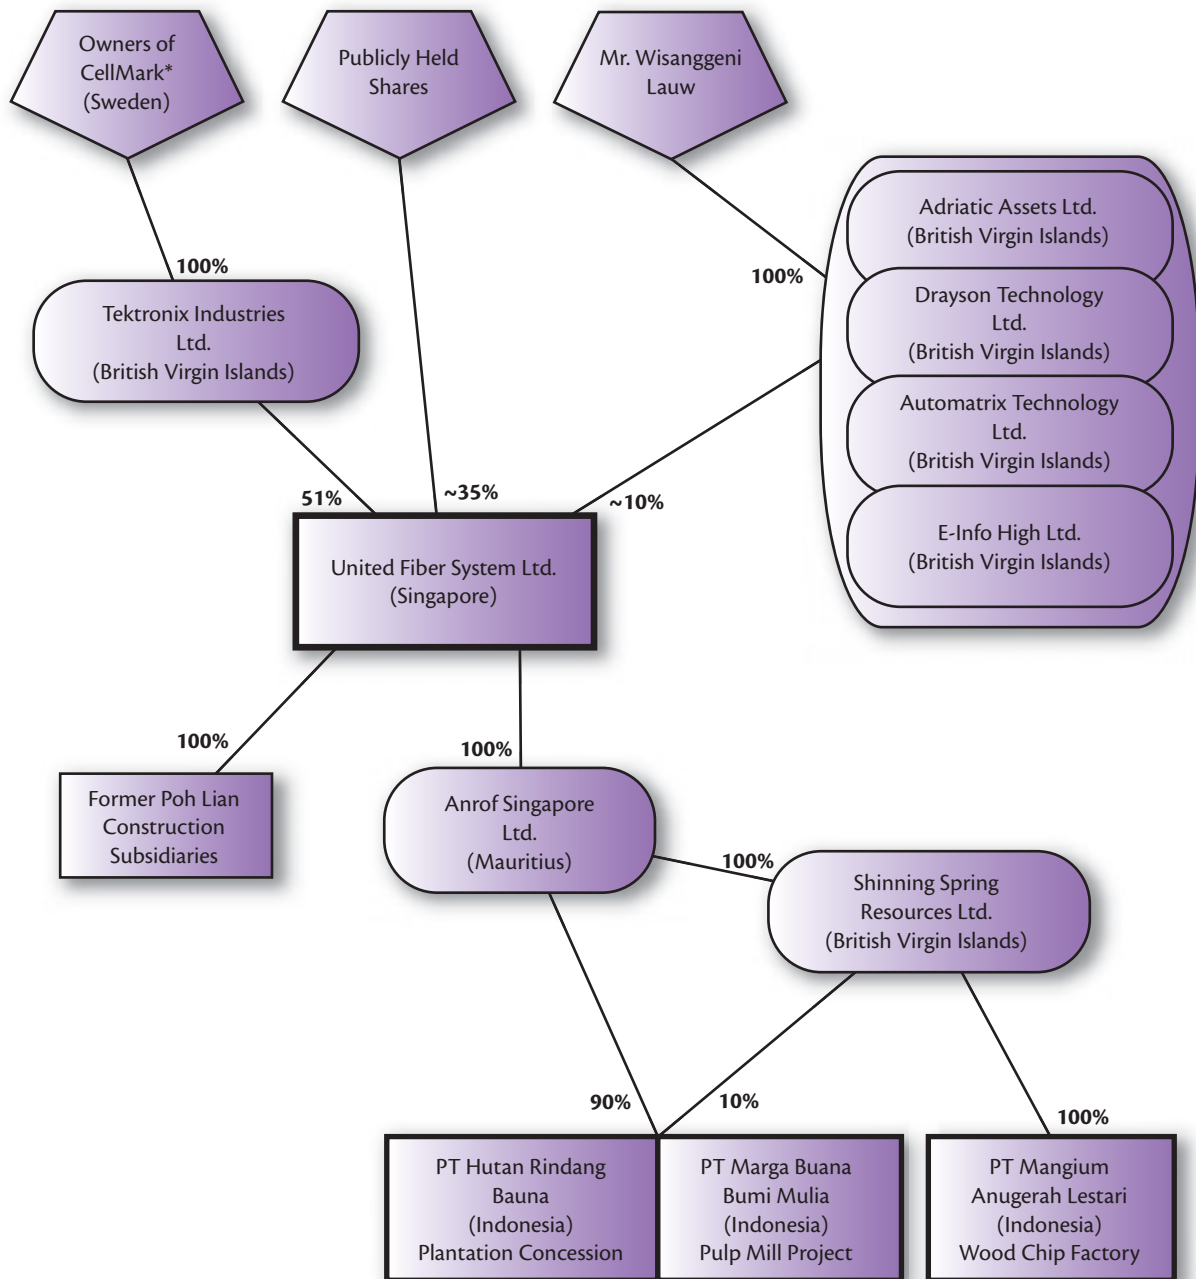 Owners of
CellMark*
(Sweden)
Publicly Held
Shares
Mr. Wisanggeni
Lauw
Adriatic Assets Ltd.
(British Virgin Islands)
100%
100%
Drayson Technology
Ltd.
(British Virgin Islands)
Tektronix Industries
Ltd.
(British Virgin Islands)
Automatrix Technology
Ltd.
(British Virgin Islands)
51%
~35%
~10%
E-Info High Ltd.
(British Virgin Islands)
United Fiber System Ltd.
(Singapore)
100%
100%
Former Poh Lian
Construction
Subsidiaries
Anrof Singapore
Ltd.
(Mauritius)
100%
Shinning Spring
Resources Ltd.
(British Virgin Islands)
90%
10%
100%
PT Hutan Rindang
Bauna
(Indonesia)
Plantation Concession
PT Marga Buana
Bumi Mulia
(Indonesia)
Pulp Mill Project
PT Mangium
Anugerah Lestari
(Indonesia)
Wood Chip Factory